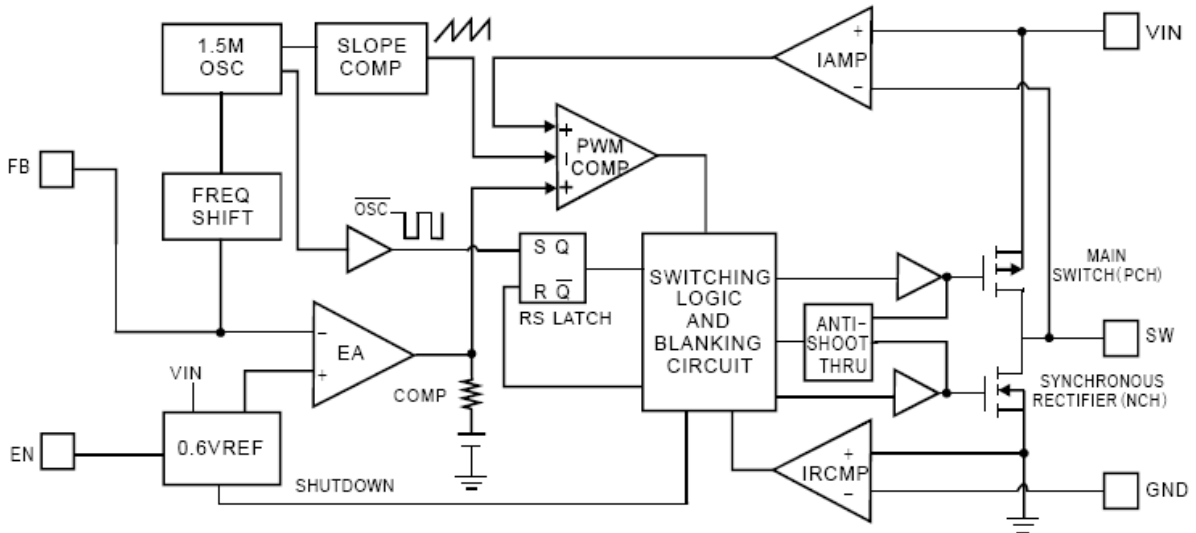 1.5M
OSC
SLOPE
COMP
IAMP
+
−
VIN
FB
FREQ
SHIFT
OSC
+
−
+
PWM
COMP
S Q
R Q
RS LATCH
SWITCHING
LOGIC
AND
BLANKING
CIRCUIT
ANTI-
SHOOT
THRU
MAIN
SWITCH(PCH)
SW
SYNCHRONOUS
RECTIFIER(NCH)
−
+
EA
COMP
VIN
EN
0.6VREF
SHUTDOWN
IRCMP
+
−
GND